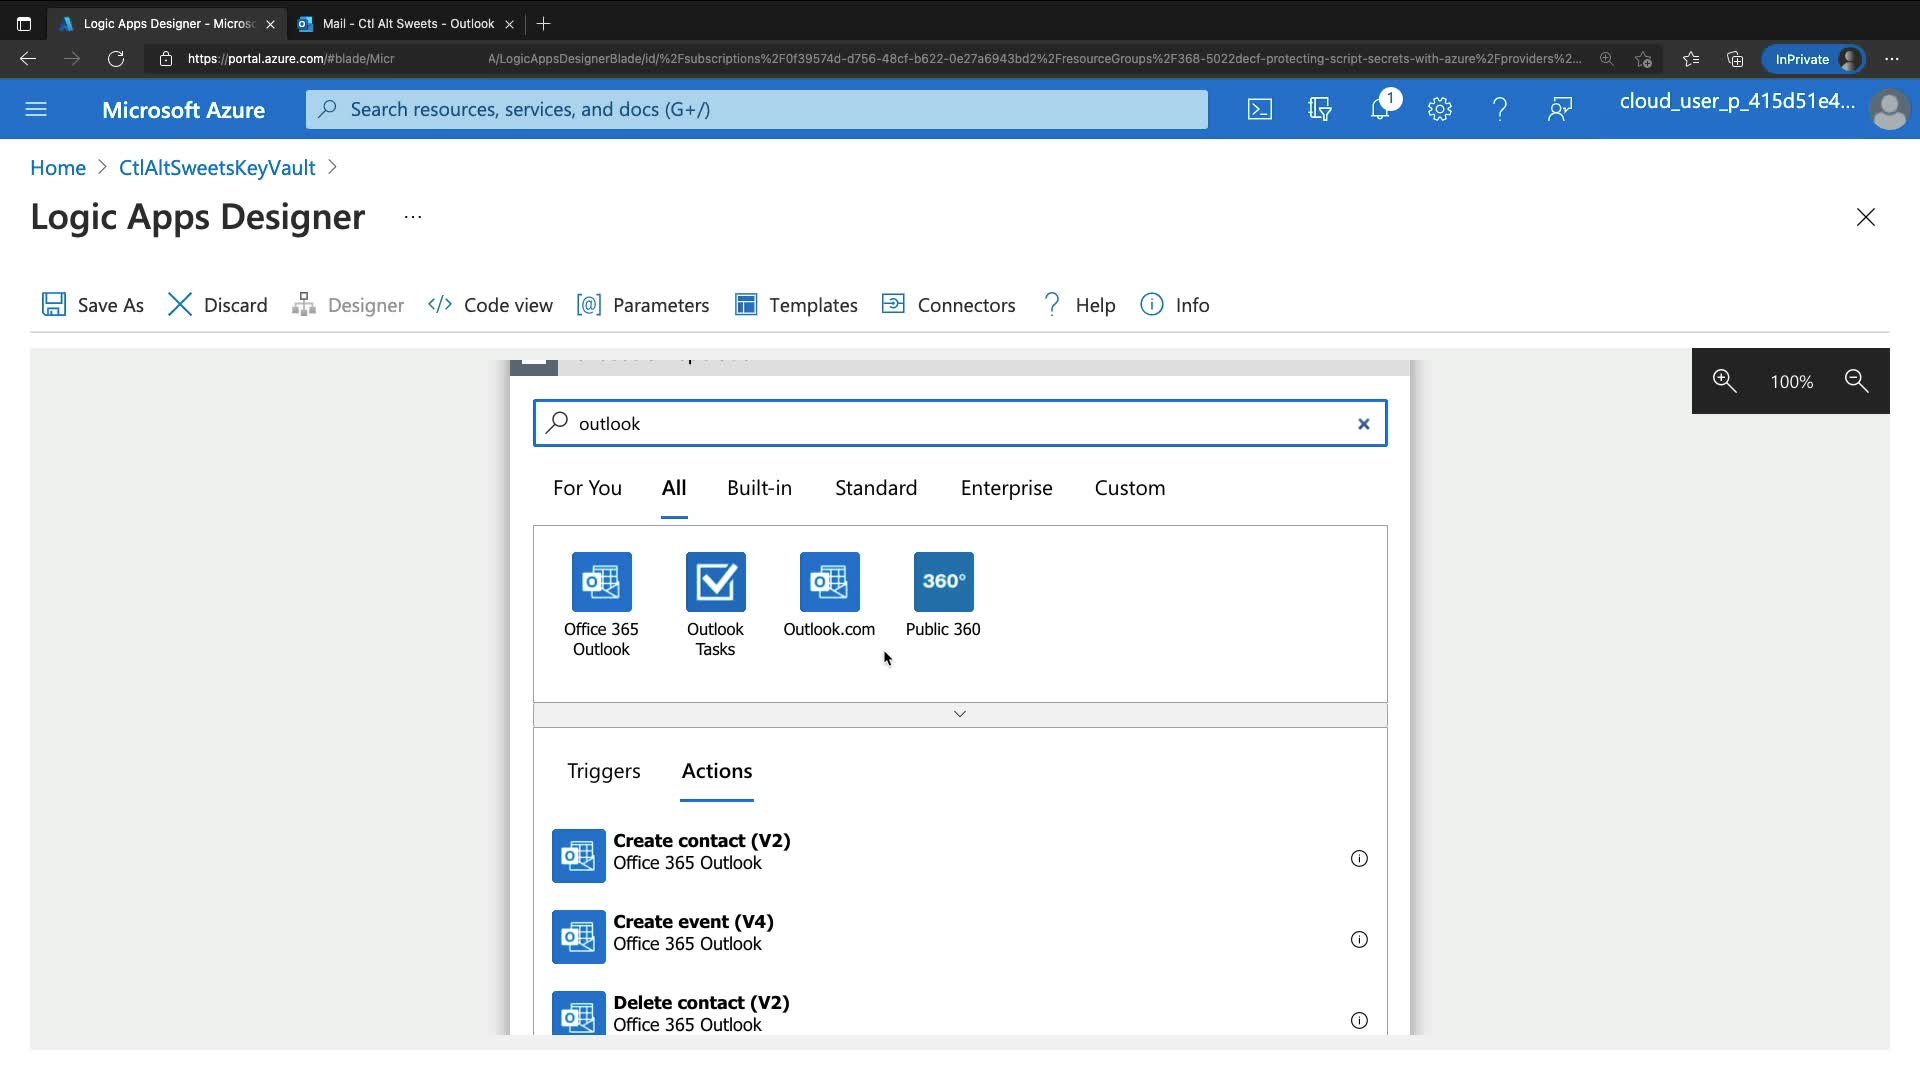 Logic Apps Designer - Micros
Mail - Ctl Alt Sweets - Outlook
https://portal.azure.com/#blade/Micr A/LogicAppsDesignerBlade/id/%2Fsubscriptions%2F0f39574d-d756-48cf-b622-0e27a6943bd2%2FresourceGroups%2F368-5022decf-protecting-script-secrets-with-azure%2Fproviders%2...
InPrivate
Microsoft Azure
Search resources, services, and docs (G+/)
1
cloud_user_p_415d51e4...
Home > CtlAltSweetsKeyVault >
Logic Apps Designer ...
Save As
Discard
Designer
Code view
Parameters
Templates
Connectors
Help
Info
100%
outlook
For You
All
Built-in
Standard
Enterprise
Custom
Office 365
Outlook
Outlook
Tasks
Outlook.com
360°
Public 360
Triggers
Actions
Create contact (V2)
Office 365 Outlook
Create event (V4)
Office 365 Outlook
Delete contact (V2)
Office 365 Outlook